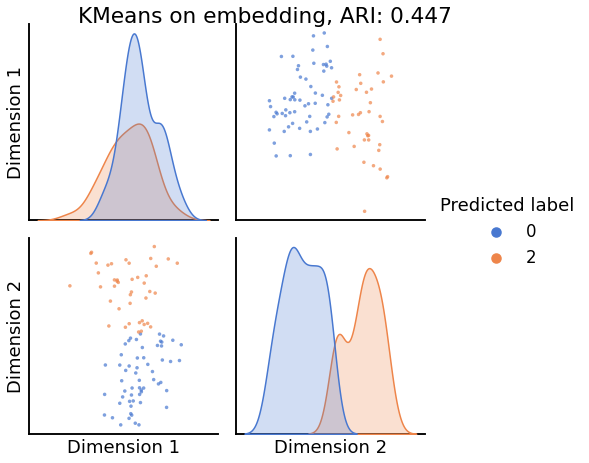 KMeans on embedding, ARI: 0.447
Dimension 1
Predicted label
0
2
Dimension 2
Dimension 1
Dimension 2